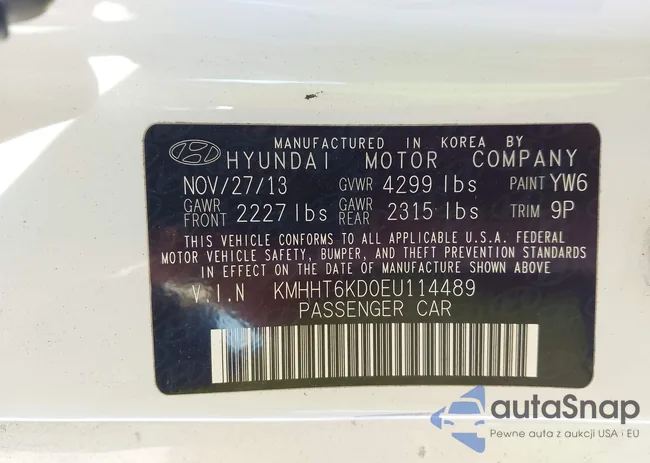 MANUFACTURED IN KOREA BY
HYUNDAI MOTOR COMPANY
NOV/27/13 GVWR 4299 lbs PAINT YW6
GAWR FRONT 2227 lbs GAWR REAR 2315 lbs TRIM 9P
THIS VEHICLE CONFORMS TO ALL APPLICABLE U.S.A. FEDERAL
MOTOR VEHICLE SAFETY, BUMPER, AND THEFT PREVENTION STANDARDS
IN EFFECT ON THE DATE OF MANUFACTURE SHOWN ABOVE
V.I.N KMHHT6KD0EU114489
PASSENGER CAR
autaSnap
Pewne auta z aukcji USA i EU